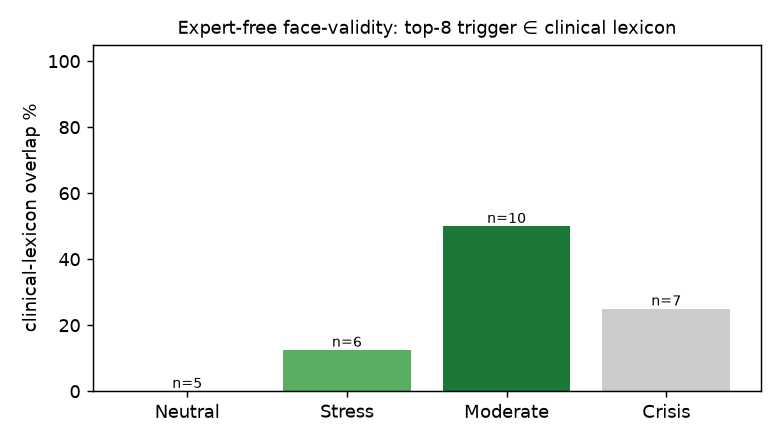 Expert-free face-validity: top-8 trigger ∈ clinical lexicon
clinical-lexicon overlap %
100
80
60
40
20
0
n=5
n=6
n=10
n=7
Neutral
Stress
Moderate
Crisis